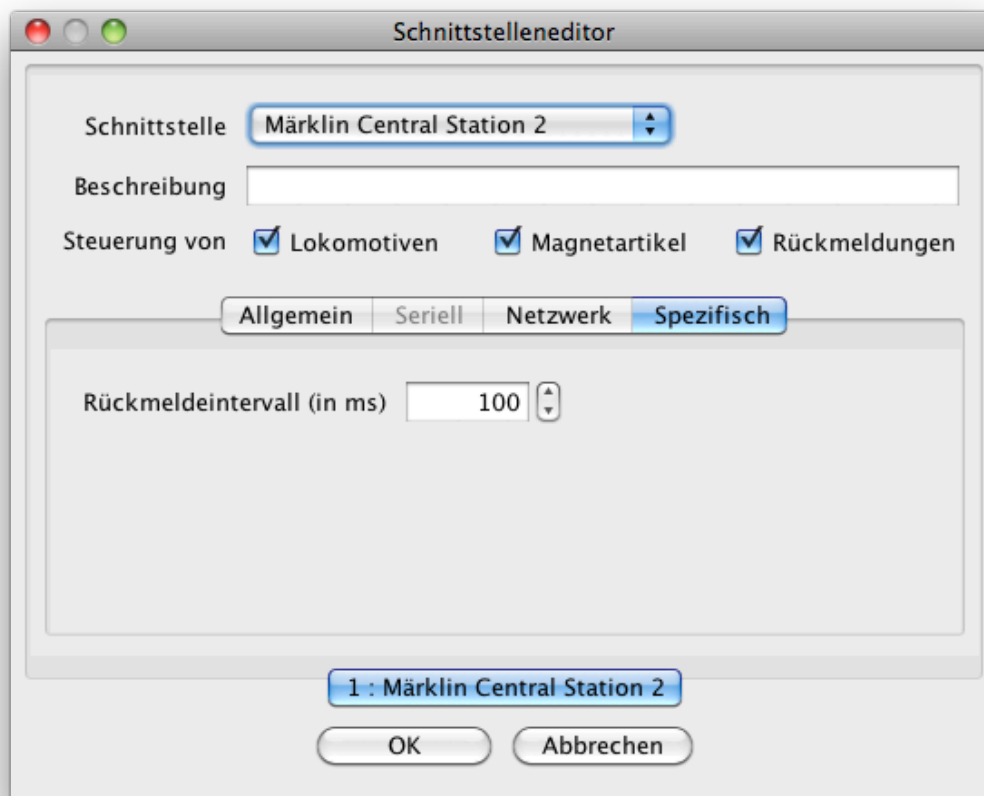 Schnittstelleneditor
Schnittstelle Märklin Central Station 2
Beschreibung
Steuerung von Lokomotiven Magnetartikel Rückmeldungen
Allgemein Seriell Netzwerk Spezifisch
Rückmeldeintervall (in ms) 100
1 : Märklin Central Station 2
OK Abbrechen